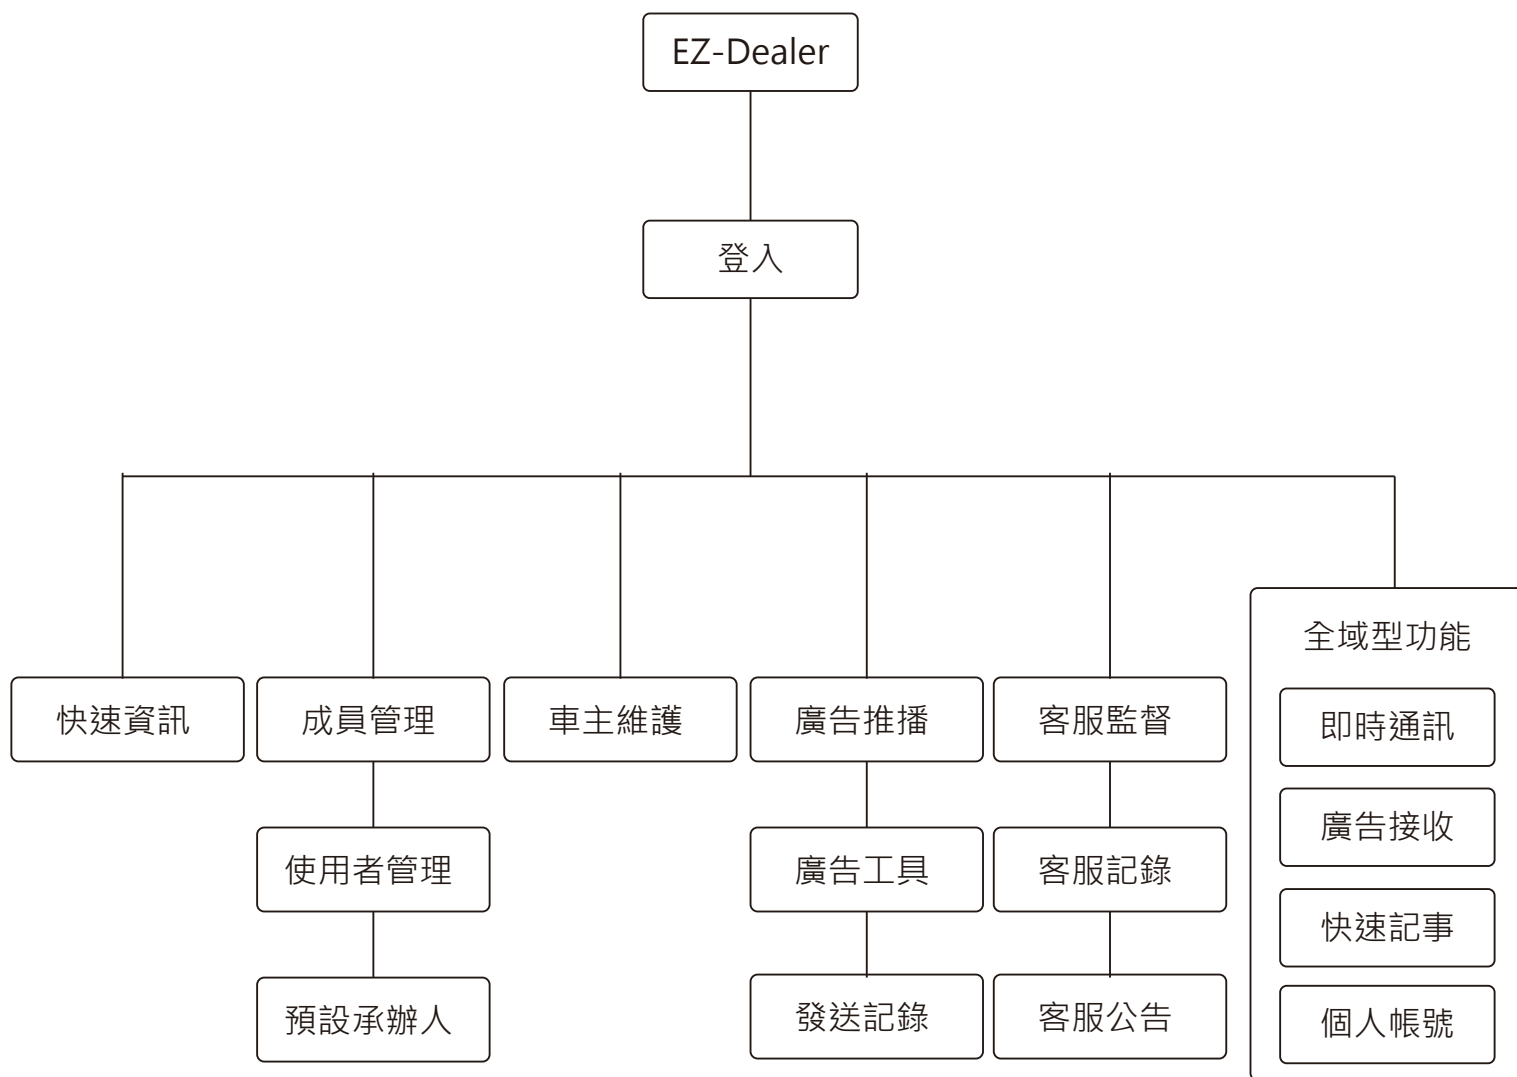 EZ-Dealer
登入
快速資訊
成員管理
使用者管理
預設承辦人
車主維護
廣告推播
廣告工具
發送記錄
客服監督
客服記錄
客服公告
全域型功能
即時通訊
廣告接收
快速記事
個人帳號